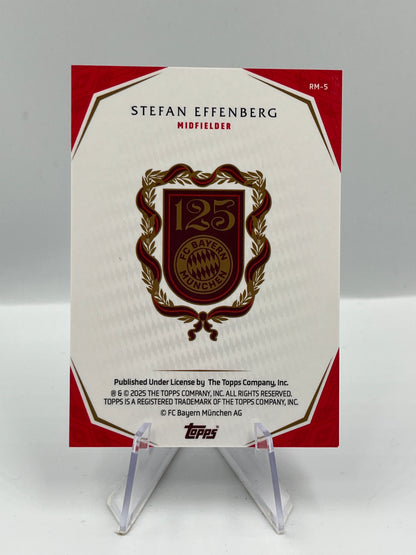 RM-5
STEFAN EFFENBERG
MIDFIELDER
125
FC BAYERN
MÜNCHEN
Published Under License by The Topps Company, Inc.
® & © 2025 THE TOPPS COMPANY, INC. ALL RIGHTS RESERVED.
TOPPS IS A REGISTERED TRADEMARK OF THE TOPPS COMPANY, INC.
© FC Bayern München AG
Topps